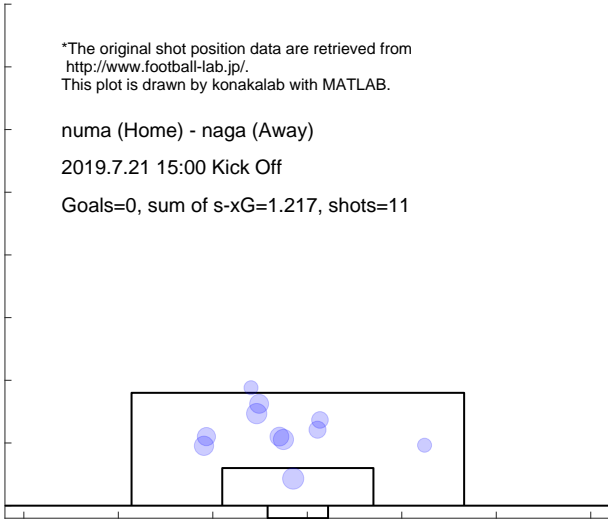 *The original shot position data are retrieved from
http://www.football-lab.jp/.
This plot is drawn by konakalab with MATLAB.
numa (Home) - naga (Away)
2019.7.21 15:00 Kick Off
Goals=0, sum of s-xG=1.217, shots=11